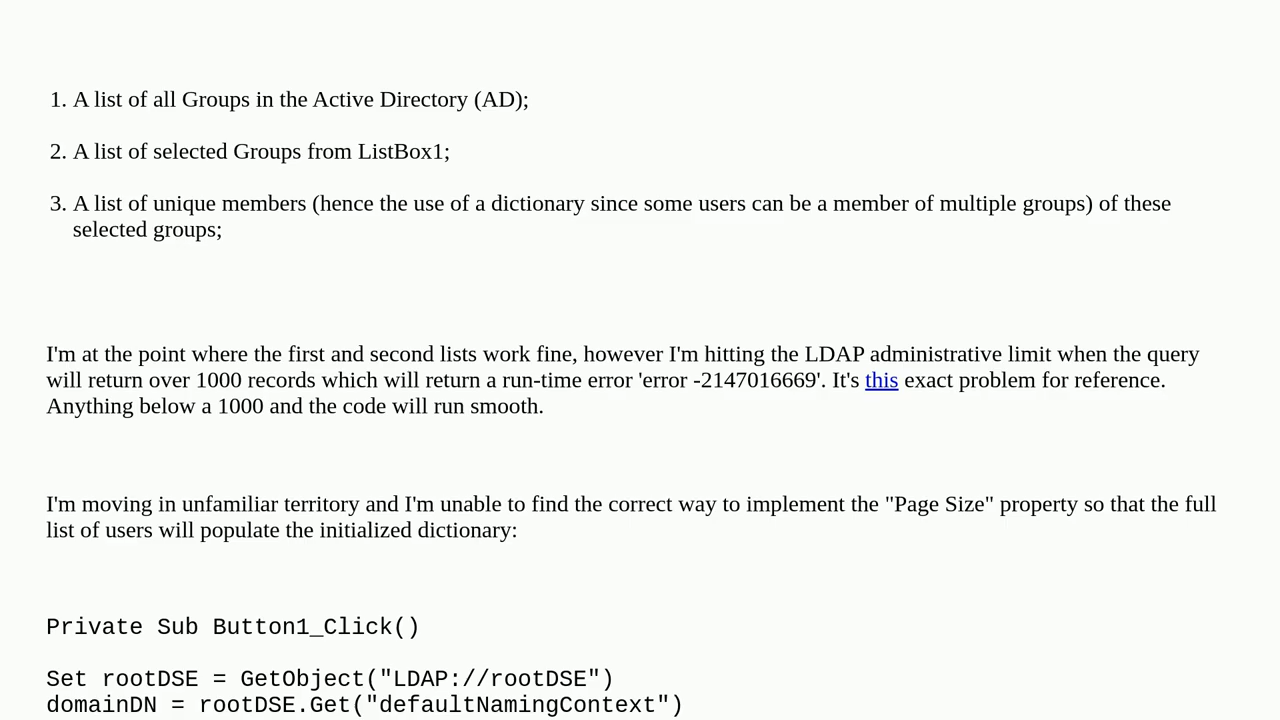 1. A list of all Groups in the Active Directory (AD);
2. A list of selected Groups from ListBox1;
3. A list of unique members (hence the use of a dictionary since some users can be a member of multiple groups) of these
selected groups;
I'm at the point where the first and second lists work fine, however I'm hitting the LDAP administrative limit when the query
will return over 1000 records which will return a run-time error 'error -2147016669'. It's this exact problem for reference.
Anything below a 1000 and the code will run smooth.
I'm moving in unfamiliar territory and I'm unable to find the correct way to implement the "Page Size" property so that the full
list of users will populate the initialized dictionary:
Private Sub Button1_Click()
Set rootDSE = GetObject("LDAP://rootDSE")
domainDN = rootDSE.Get("defaultNamingContext")